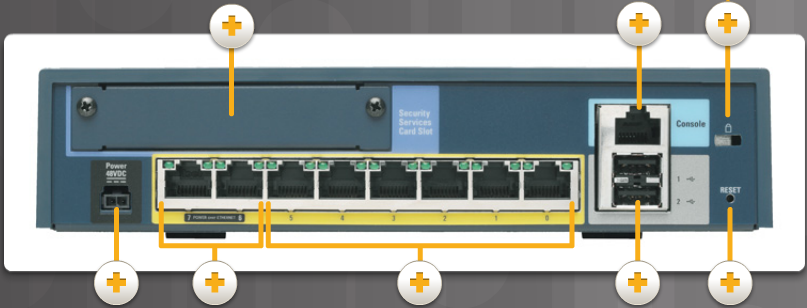 Security
Services
Card Slot
Console
Power
48VDC
1
2
RESET
7 POWER over ETHERNET 6
5 4 3 2 1 0